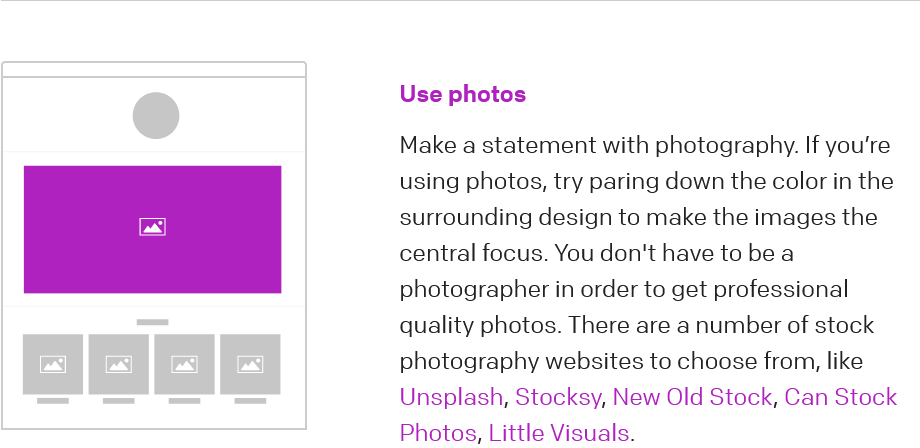 Use photos
Make a statement with photography. If you’re
using photos, try paring down the color in the
surrounding design to make the images the
central focus. You don't have to be a
photographer in order to get professional
quality photos. There are a number of stock
photography websites to choose from, like
Unsplash, Stocksy, New Old Stock, Can Stock
Photos, Little Visuals.